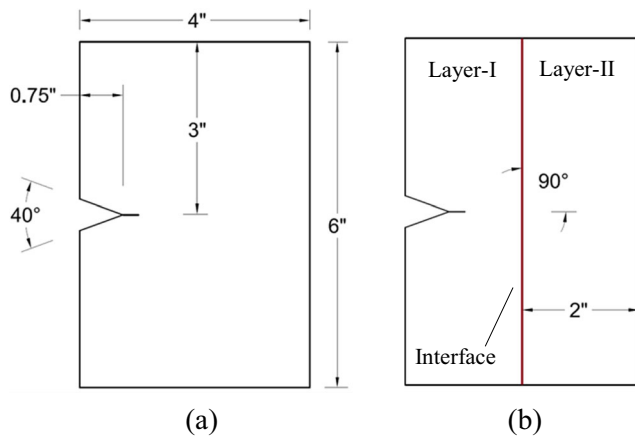 4"
0.75"
3"
40°
6"
(a)
Layer-I
Layer-II
90°
2"
Interface
(b)